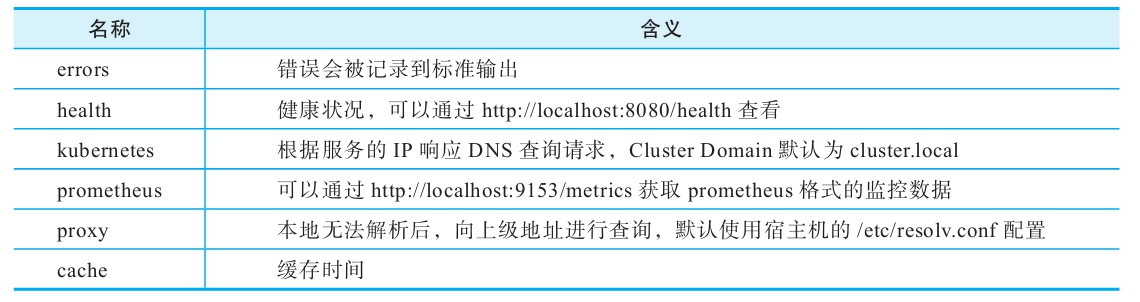 名称 含义
errors 错误会被记录到标准输出
health 健康状况，可以通过 http://localhost:8080/health 查看
kubernetes 根据服务的 IP 响应 DNS 查询请求，Cluster Domain 默认为 cluster.local
prometheus 可以通过 http://localhost:9153/metrics 获取 prometheus 格式的监控数据
proxy 本地无法解析后，向上级地址进行查询，默认使用宿主机的 /etc/resolv.conf 配置
cache 缓存时间